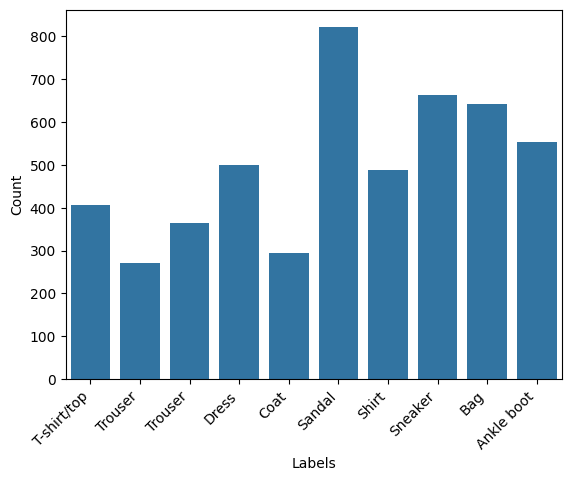 Count
800
700
600
500
400
300
200
100
0
T-shirt/top
Trouser
Trouser
Dress
Coat
Sandal
Shirt
Sneaker
Bag
Ankle boot
Labels